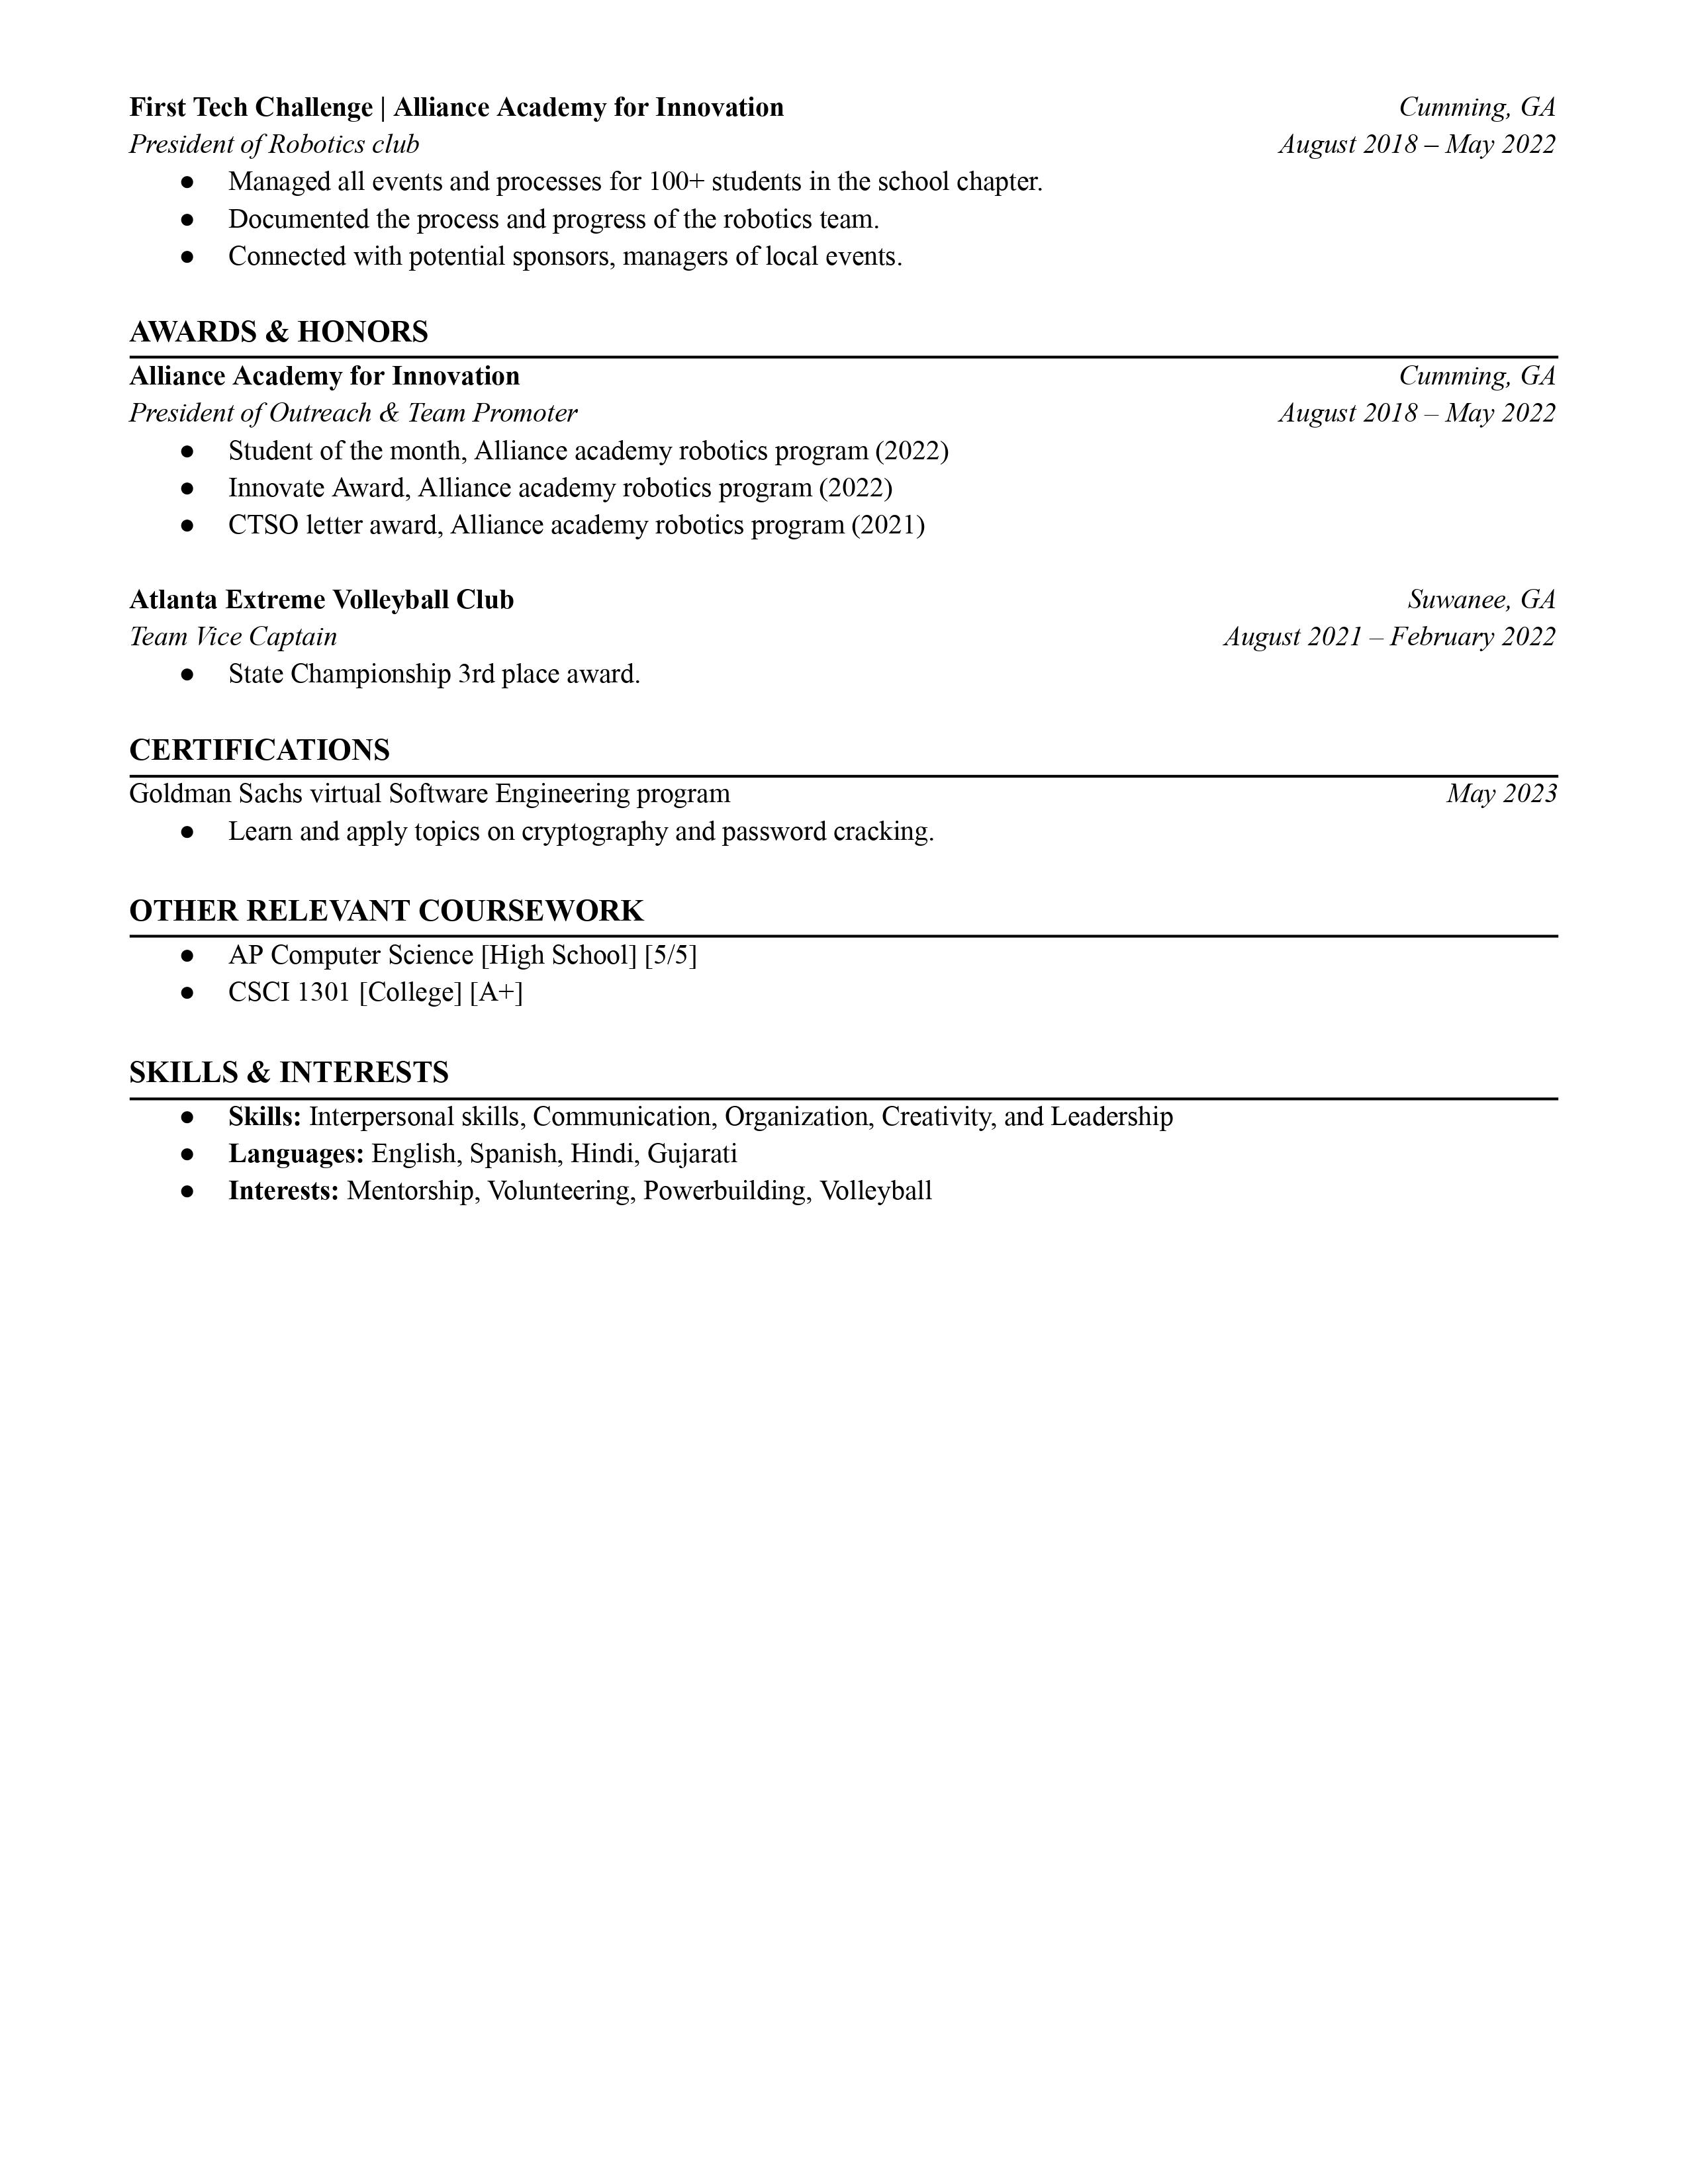 First Tech Challenge | Alliance Academy for Innovation Cumming, GA
President of Robotics club August 2018 – May 2022
● Managed all events and processes for 100+ students in the school chapter.
● Documented the process and progress of the robotics team.
● Connected with potential sponsors, managers of local events.
AWARDS & HONORS
Alliance Academy for Innovation Cumming, GA
President of Outreach & Team Promoter August 2018 – May 2022
● Student of the month, Alliance academy robotics program (2022)
● Innovate Award, Alliance academy robotics program (2022)
● CTSO letter award, Alliance academy robotics program (2021)
Atlanta Extreme Volleyball Club Suwanee, GA
Team Vice Captain August 2021 – February 2022
● State Championship 3rd place award.
CERTIFICATIONS
Goldman Sachs virtual Software Engineering program May 2023
● Learn and apply topics on cryptography and password cracking.
OTHER RELEVANT COURSEWORK
● AP Computer Science [High School] [5/5]
● CSCI 1301 [College] [A+]
SKILLS & INTERESTS
● Skills: Interpersonal skills, Communication, Organization, Creativity, and Leadership
● Languages: English, Spanish, Hindi, Gujarati
● Interests: Mentorship, Volunteering, Powerbuilding, Volleyball